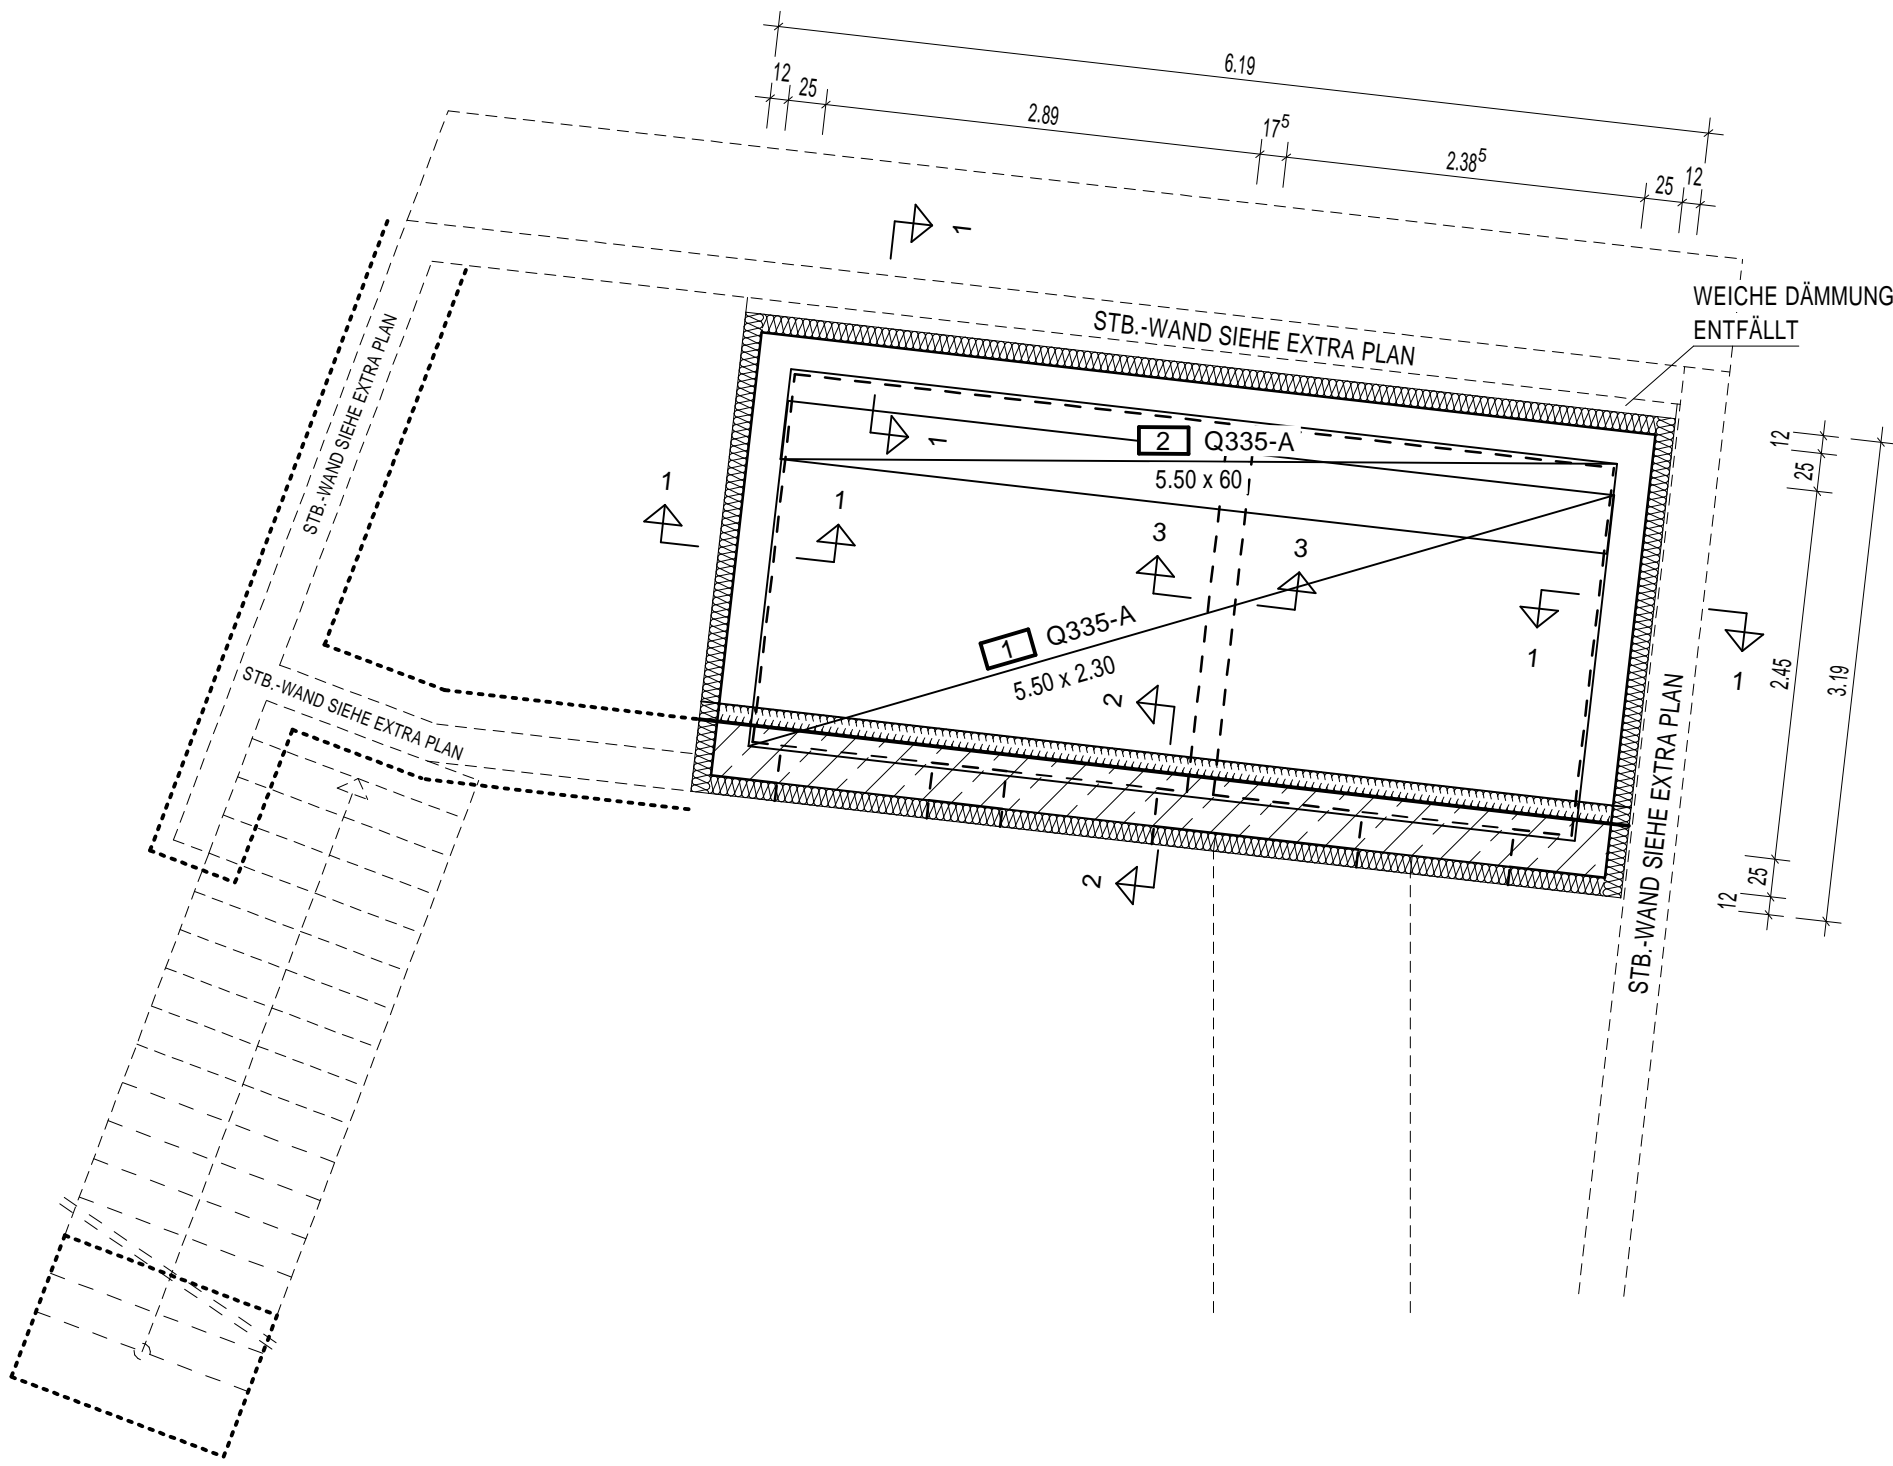 6.19
12
25
2.89
17⁵
2.38⁵
25
12
1
WEICHE DÄMMUNG
ENTFÄLLT
STB.-WAND SIEHE EXTRA PLAN
STB.-WAND SIEHE EXTRA PLAN
1
2
Q335-A
5.50 x 60
12
25
1
1
3
3
1
Q335-A
5.50 x 2.30
1
1
2
2.45
3.19
STB.-WAND SIEHE EXTRA PLAN
STB.-WAND SIEHE EXTRA PLAN
2
25
12